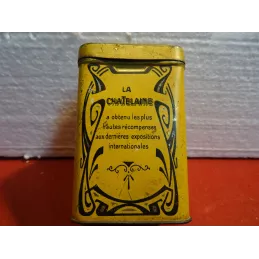 LA
CHATELAINE
a obtenu les plus
hautes récompenses
aux dernières expositions
internationales